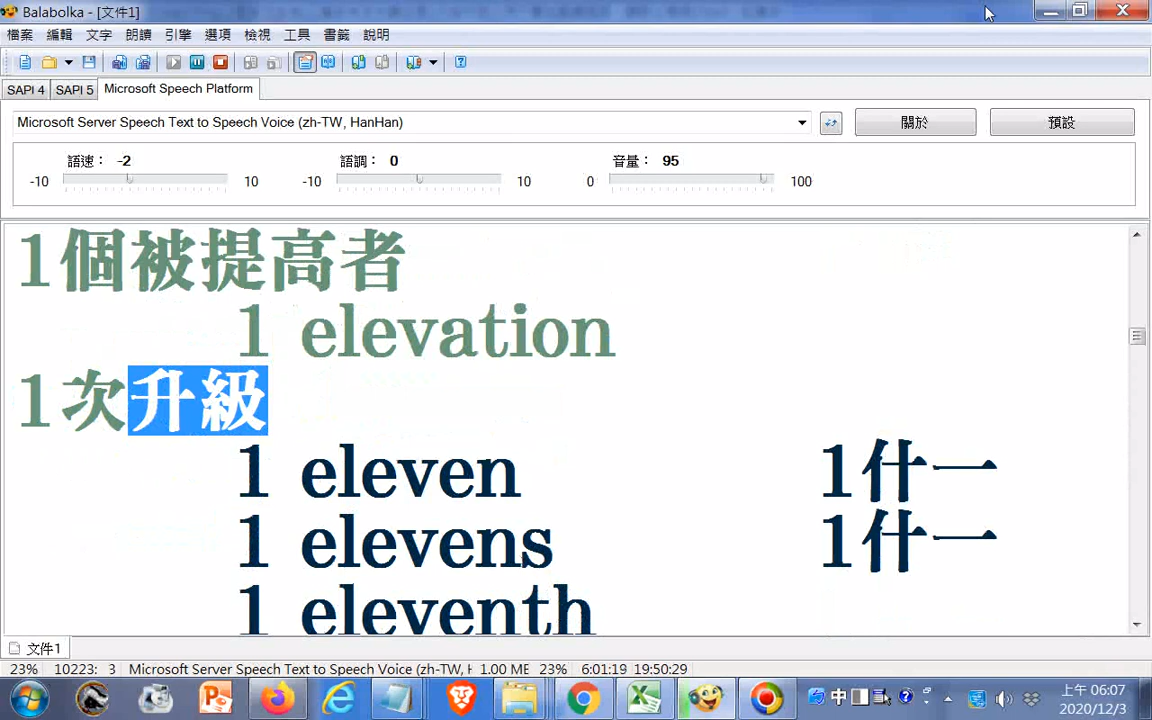 Balabolka - [文件1]
檔案 編輯 文字 朗讀 引擎 選項 檢視 工具 書籤 說明
SAPI 4 SAPI 5 Microsoft Speech Platform
Microsoft Server Speech Text to Speech Voice (zh-TW, HanHan) 關於 預設
語速： -2 語調： 0 音量： 95
-10 10 -10 10 0 100
1個被提高者
1 elevation
1次升級
1 eleven 1什一
1 elevens 1什一
1 eleventh
文件1
23% 10223: 3 Microsoft Server Speech Text to Speech Voice (zh-TW, 1.00 ME 23% 6:01:19 19:50:29
中 上午 06:07
2020/12/3